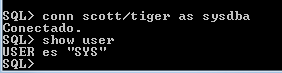 SQL> conn scott/tiger as sysdba
Conectado.
SQL> show user
USER es "SYS"
SQL>